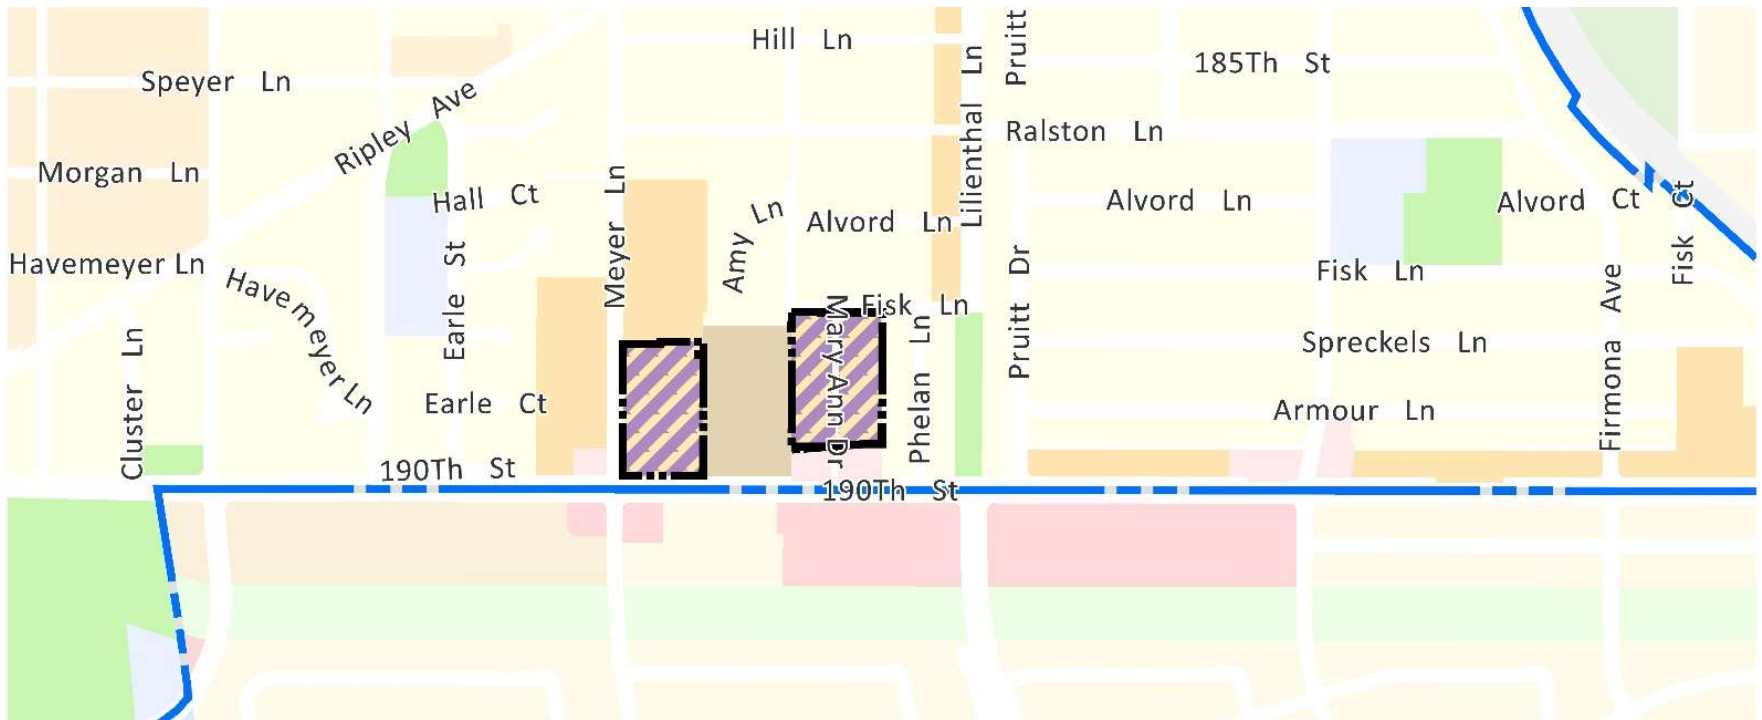 Hill Ln
Pruitt
185Th St
Speyer Ln
Ripley Ave
Lilienthal Ln
Ralston Ln
Morgan Ln
Hall Ct
Meyer Ln
Amy Ln
Alvord Ln
Alvord Ln
Alvord Ct
Fisk Ct
Havemeyer Ln
Havemeyer Ln
Earle St
Pruitt Dr
Fisk Ln
Fisk Ln
Firmona Ave
Cluster Ln
Mary Ann Dr
Phelan Ln
Spreckels Ln
Earle Ct
Armour Ln
190Th St
190Th St